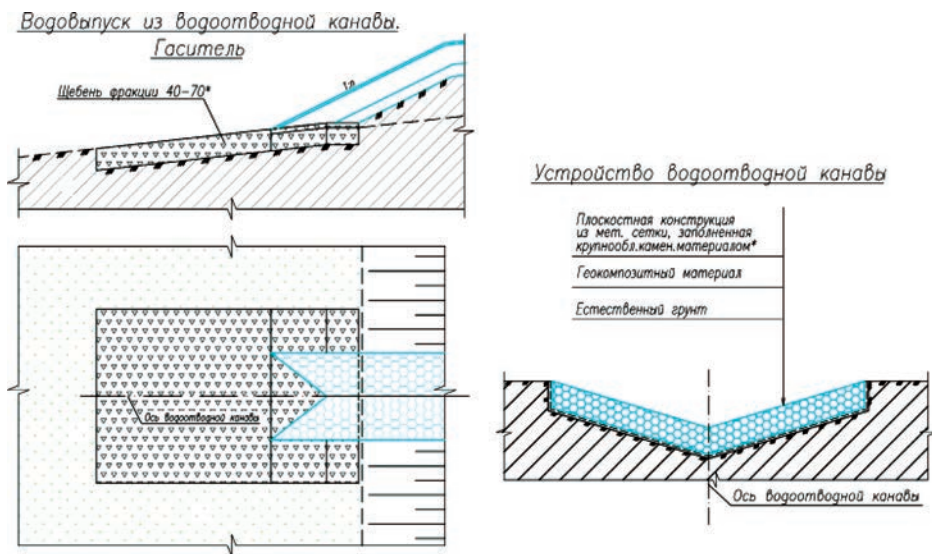 Водовыпуск из водоотводной канавы.
Гаситель
Щебень фракции 40-70*
Ось водоотводной канавы
Устройство водоотводной канавы
Плоскостная конструкция
из мет. сетки, заполненная
крупнообл.камен.материалом*
Геокомпозитный материал
Естественный грунт
Ось водоотводной канавы